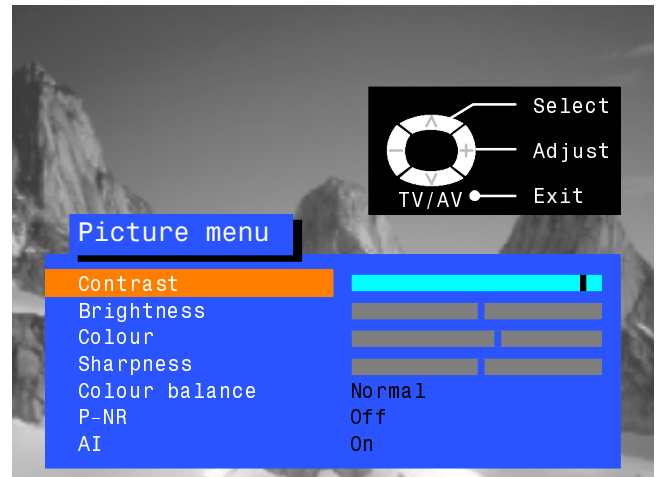 Select
Adjust
TV/AV Exit
Picture menu
Contrast
Brightness
Colour
Sharpness
Colour balance Normal
P-NR Off
AI On